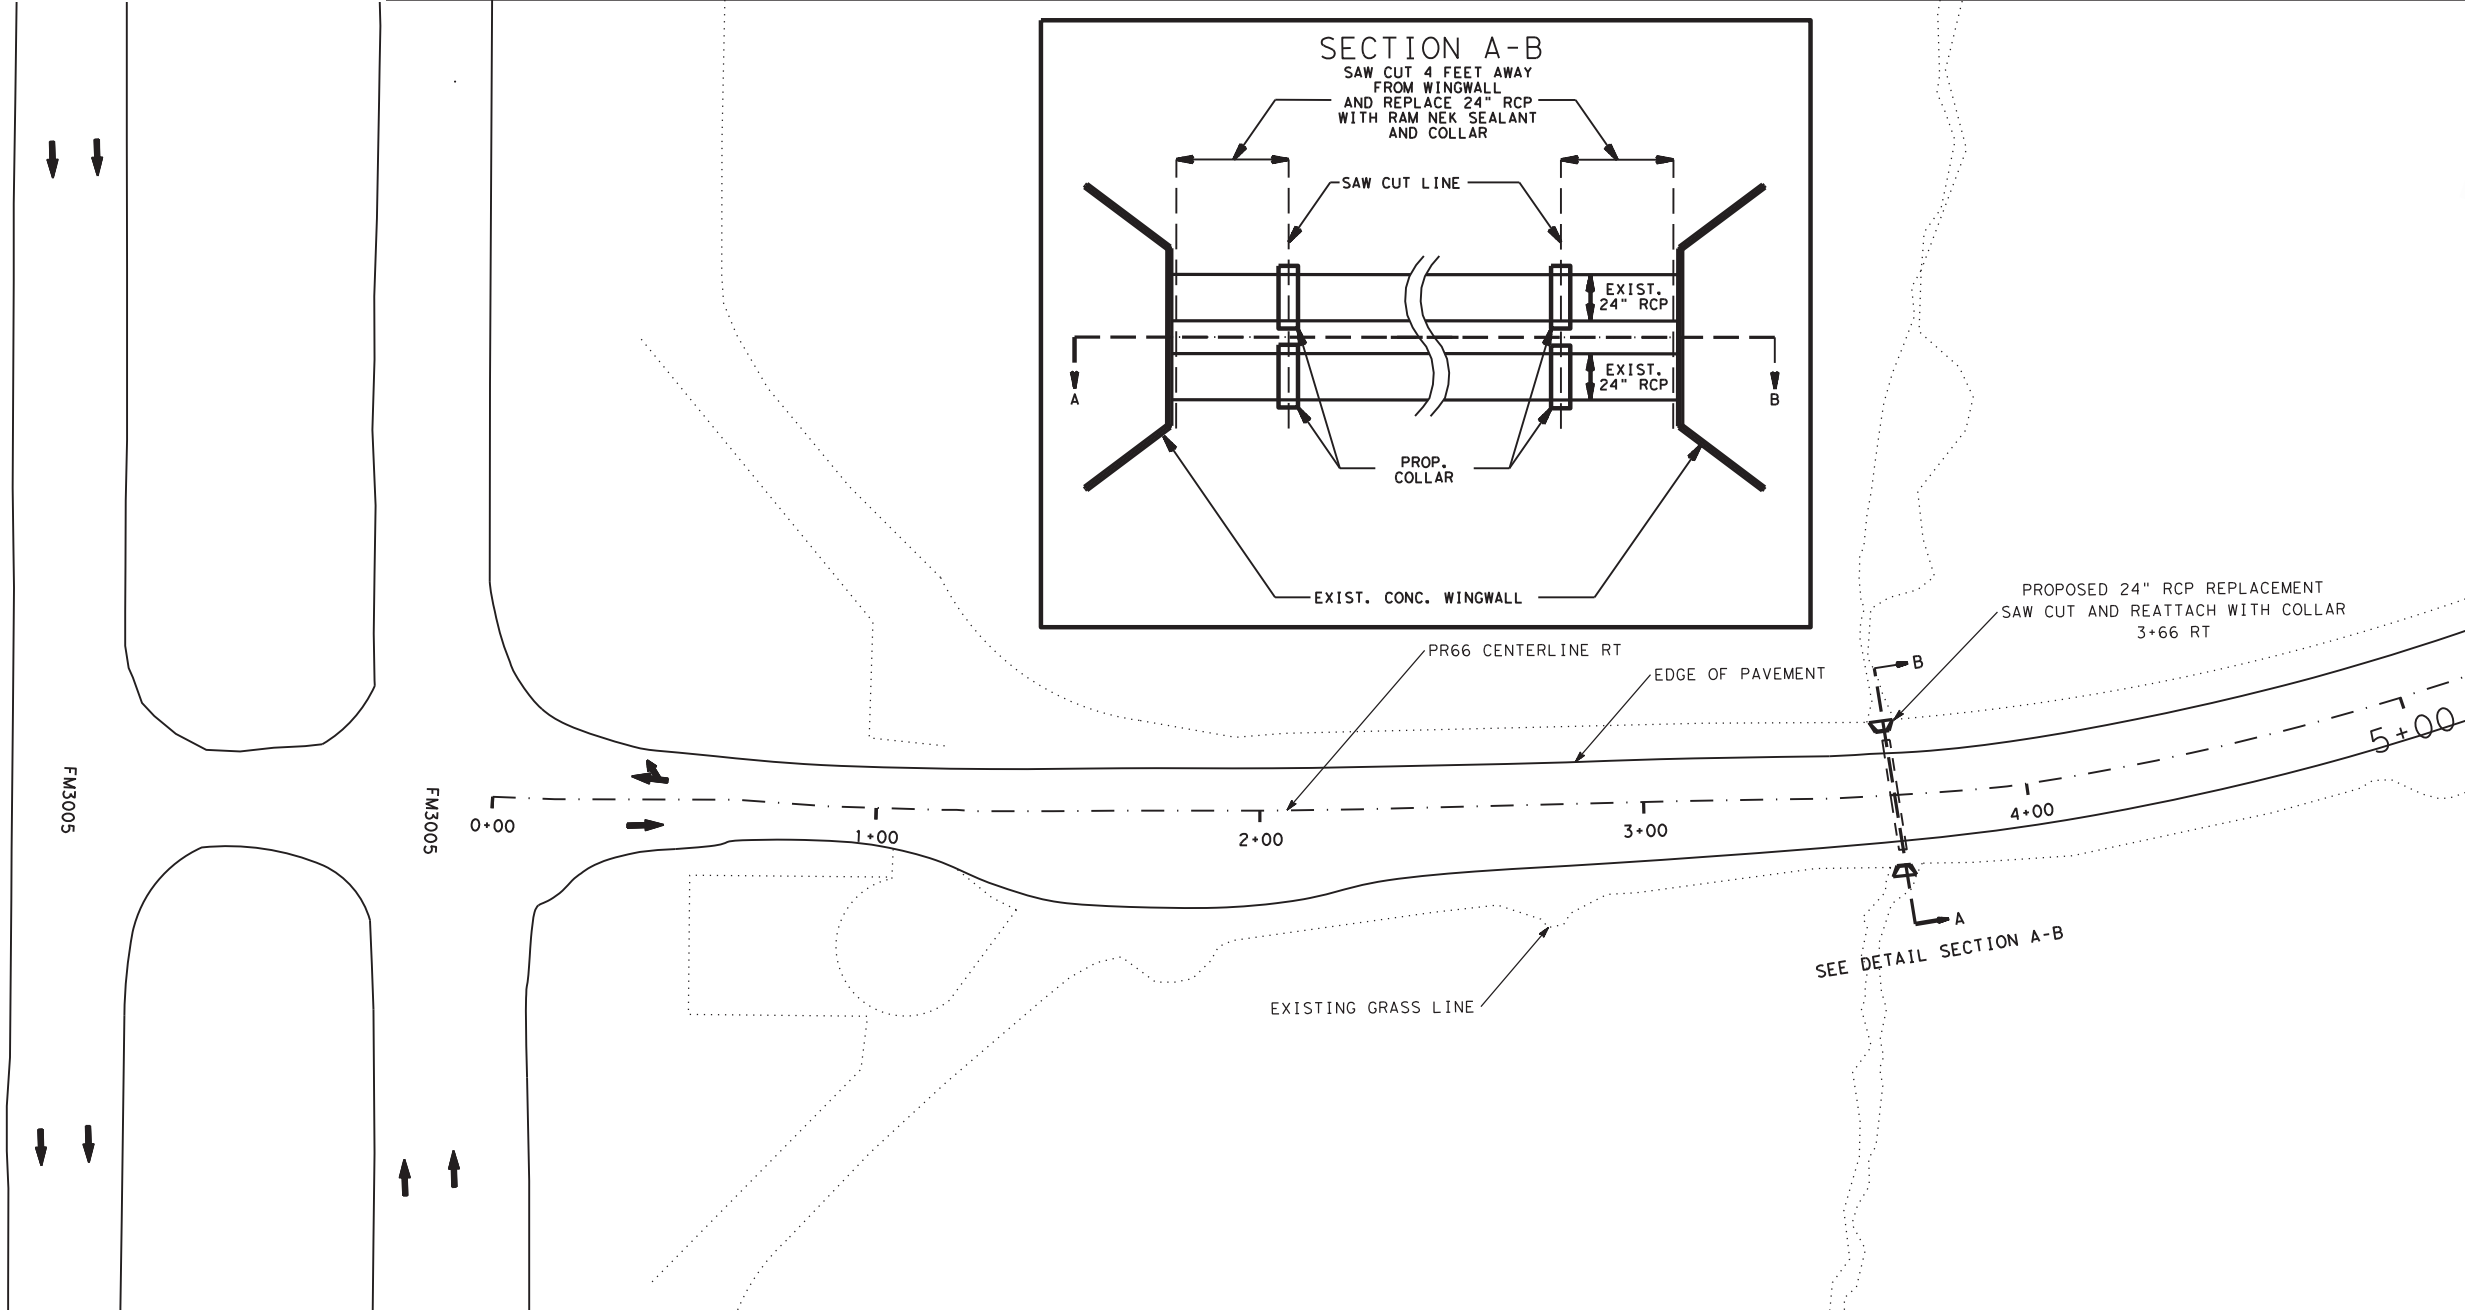 SECTION A-B
SAW CUT 4 FEET AWAY
FROM WINGWALL
AND REPLACE 24" RCP
WITH RAM NEK SEALANT
AND COLLAR
SAW CUT LINE
EXIST.
24" RCP
EXIST.
24" RCP
A
B
PROP.
COLLAR
EXIST. CONC. WINGWALL
PROPOSED 24" RCP REPLACEMENT
SAW CUT AND REATTACH WITH COLLAR
3+66 RT
PR66 CENTERLINE RT
EDGE OF PAVEMENT
B
FM3005
FM3005
0+00
1+00
2+00
3+00
4+00
5+00
A
SEE DETAIL SECTION A-B
EXISTING GRASS LINE